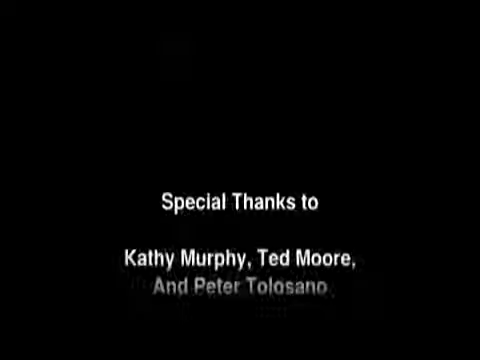 Special Thanks to
Kathy Murphy, Ted Moore,
And Peter Tolosano